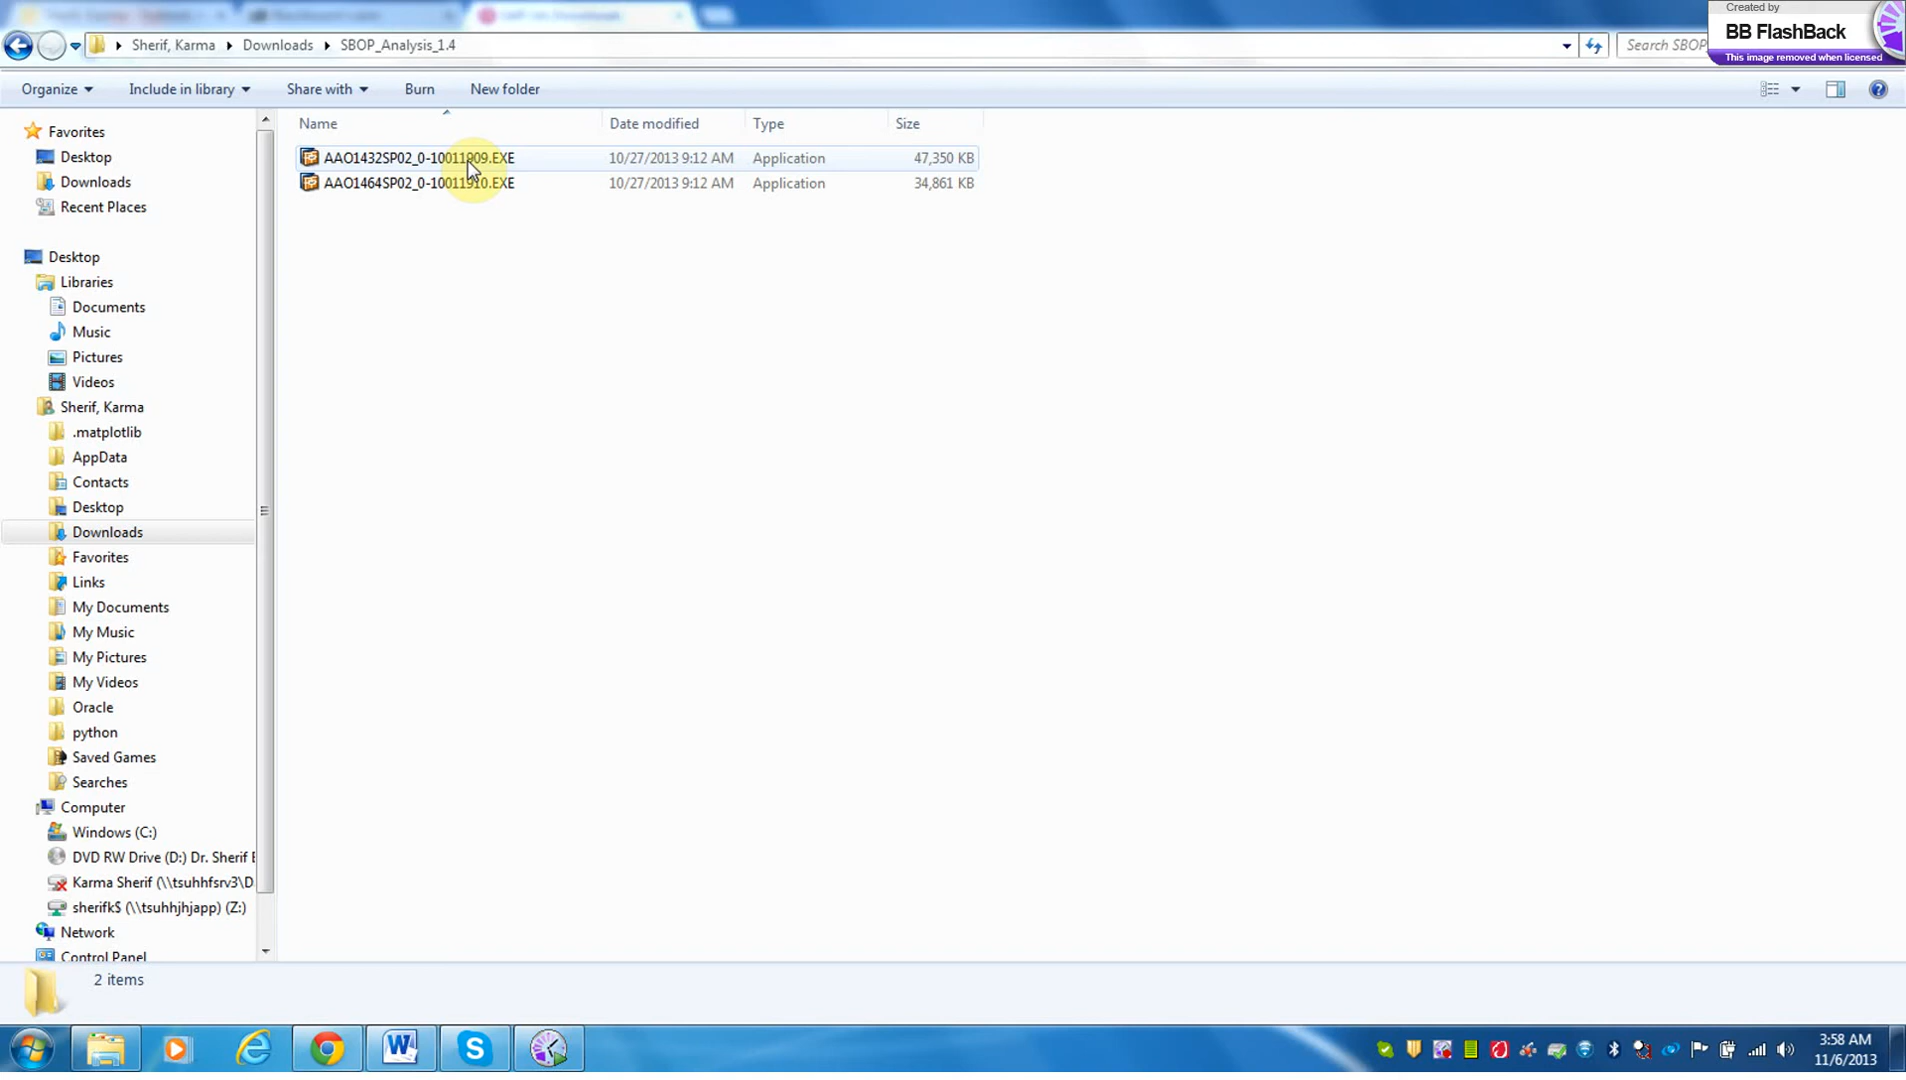 Created by
BB FlashBack
This image removed when licensed
Sherif, Karma Downloads SBOP_Analysis_1.4
Search SBOP
Organize Include in library Share with Burn New folder
Name Date modified Type Size
AAO1432SP02_0-10011909.EXE 10/27/2013 9:12 AM Application 47,350 KB
AAO1464SP02_0-10011910.EXE 10/27/2013 9:12 AM Application 34,861 KB
Favorites
Desktop
Downloads
Recent Places
Desktop
Libraries
Documents
Music
Pictures
Videos
Sherif, Karma
.matplotlib
AppData
Contacts
Desktop
Downloads
Favorites
Links
My Documents
My Music
My Pictures
My Videos
Oracle
python
Saved Games
Searches
Computer
Windows (C:)
DVD RW Drive (D:) Dr. Sherif
Karma Sherif (\\tsuhhfsrv3\D
sherifk$ (\\tsuhhjhjapp) (Z:)
Network
Control Panel
2 items
3:58 AM
11/6/2013